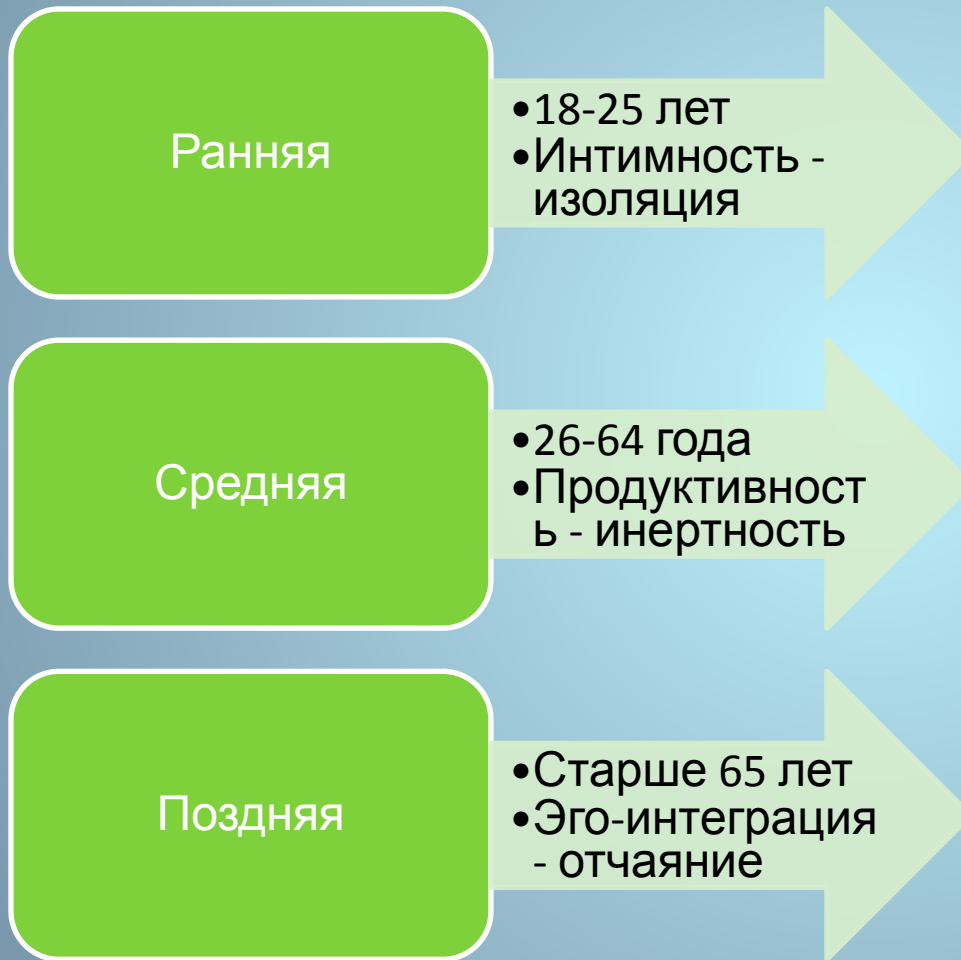 Ранняя
•18-25 лет
•Интимность -
изоляция
Средняя
•26-64 года
•Продуктивност
ь - инертность
Поздняя
•Старше 65 лет
•Эго-интеграция
- отчаяние